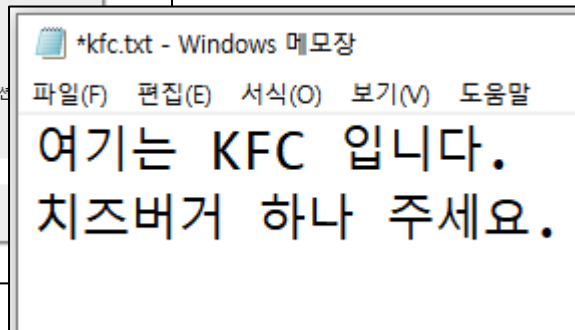 *kfc.txt - Windows 메모장
파일(F) 편집(E) 서식(O) 보기(V) 도움말
여기는 KFC 입니다.
치즈버거 하나 주세요.